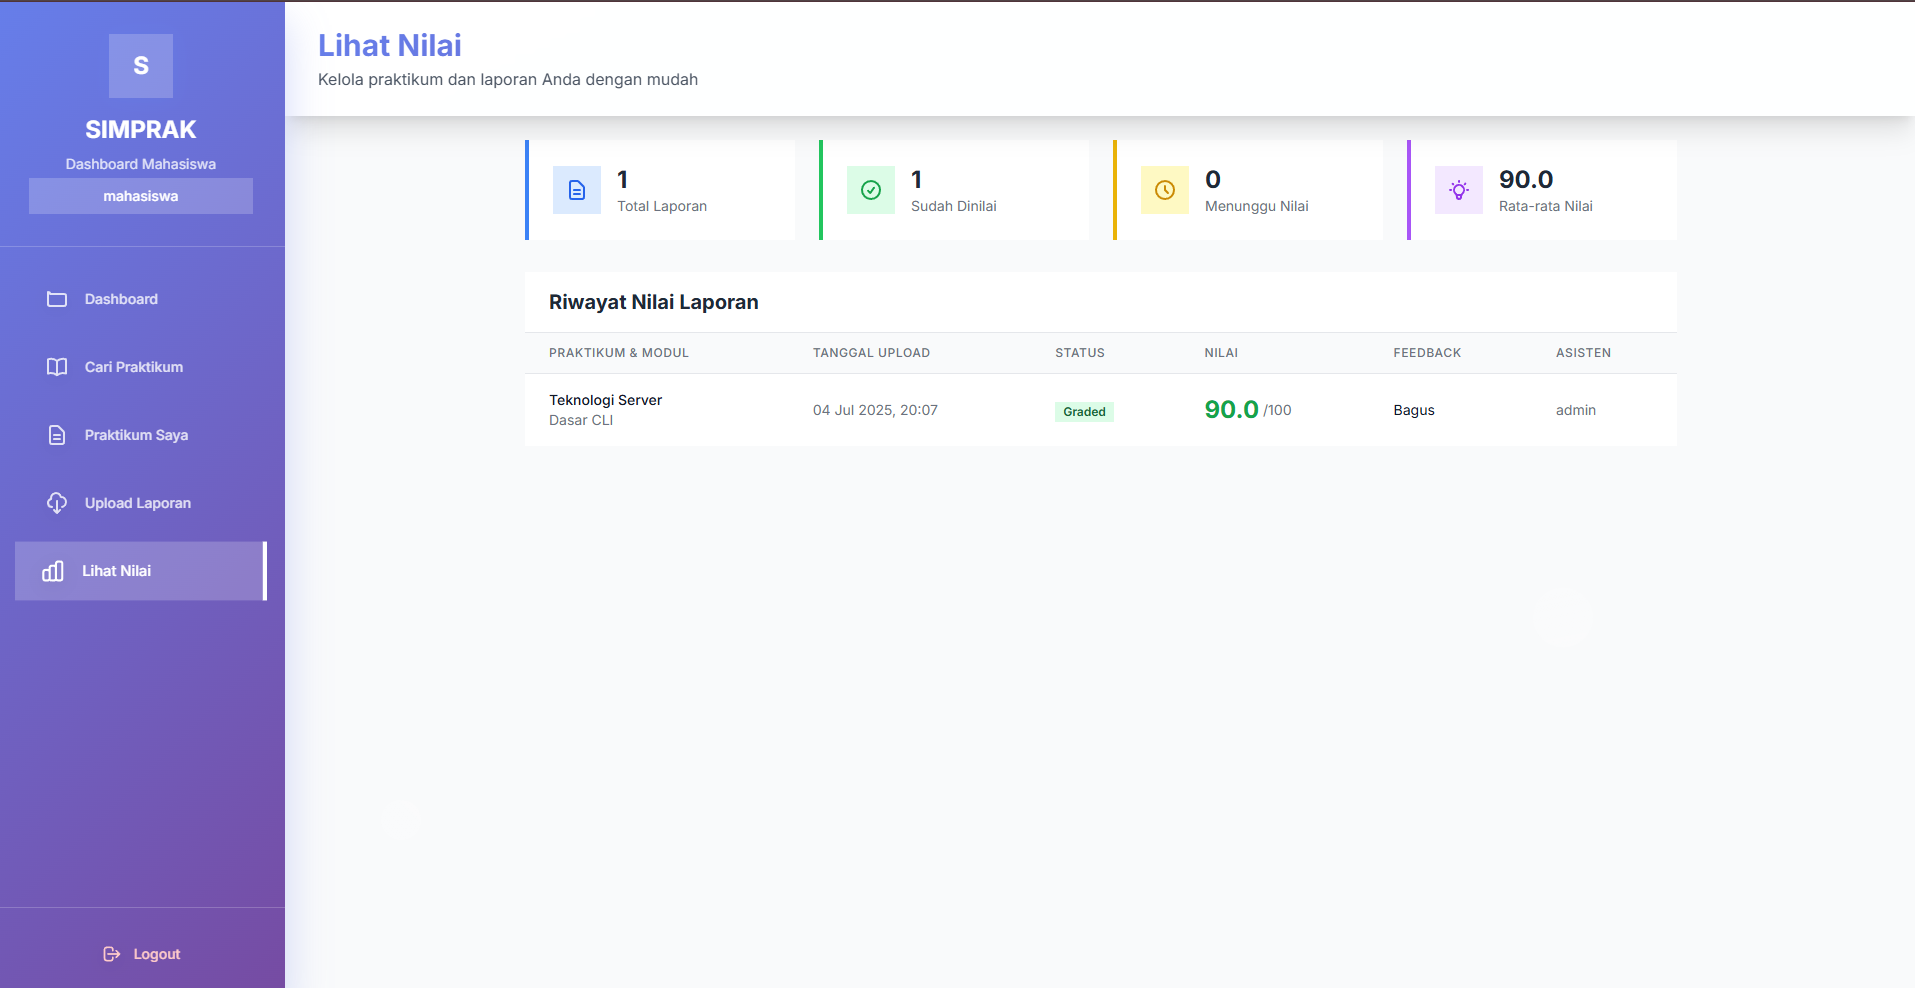 S
SIMPRAK
Dashboard Mahasiswa
mahasiswa
Dashboard
Cari Praktikum
Praktikum Saya
Upload Laporan
Lihat Nilai
Logout
Lihat Nilai
Kelola praktikum dan laporan Anda dengan mudah
1
Total Laporan
1
Sudah Dinilai
0
Menunggu Nilai
90.0
Rata-rata Nilai
Riwayat Nilai Laporan
PRAKTIKUM & MODUL TANGGAL UPLOAD STATUS NILAI FEEDBACK ASISTEN
Teknologi Server
Dasar CLI
04 Jul 2025, 20:07 Graded 90.0 /100 Bagus admin